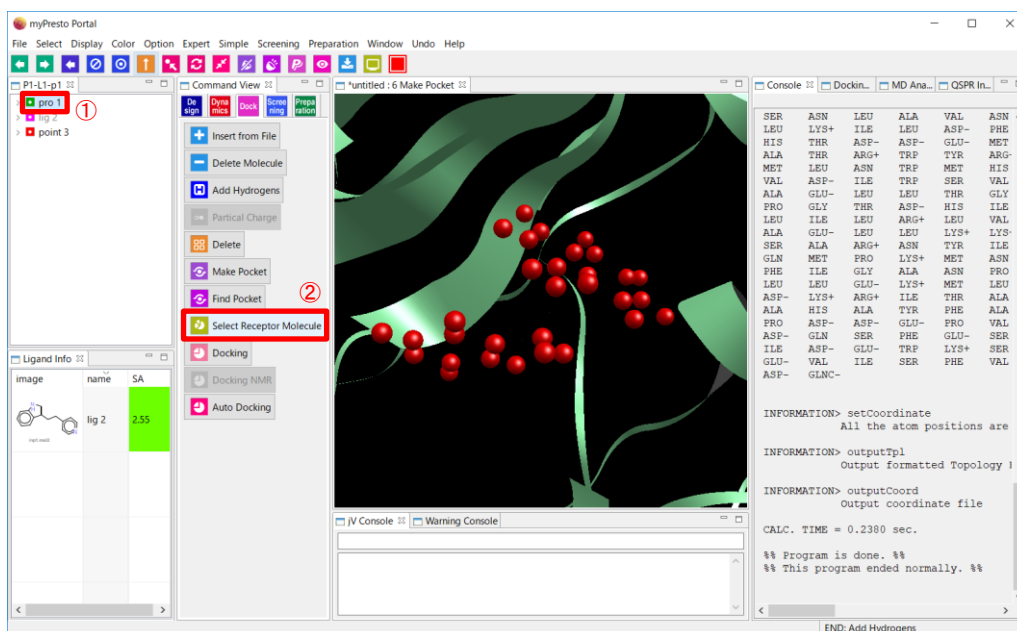 myPresto Portal
File Select Display Color Option Expert Simple Screening Preparation Window Undo Help
P1-L1-p1
pro 1
①
lig 2
point 3
Command View
De
sign
Dyna
mics
Dock
Scree
ning
Prepa
ration
Insert from File
Delete Molecule
Add Hydrogens
Partical Charge
Delete
Make Pocket
Find Pocket
②
Select Receptor Molecule
Docking
Docking NMR
Auto Docking
Ligand Info
image name SA
lig 2 2.55
*untitled : 6 Make Pocket
jV Console Warning Console
Console Dockin... MD Ana... QSPR In...
SER ASN LEU ALA VAL ASN
LEU LYS+ ILE LEU ASP- PHE
HIS THR ASP- ASP- GLU- MET
ALA THR ARG+ TRP TYR ARG-
MET LEU ASN TRP MET HIS
VAL ASP- ILE TRP SER VAL
ALA GLU- LEU LEU THR GLY
PRO GLY THR ASP- HIS ILE
LEU ILE LEU ARG+ LEU VAL
ALA GLU- LEU LEU LYS+ LYS-
SER ALA ARG+ ASN TYR ILE
GLN MET PRO LYS+ MET ASN
PHE ILE GLY ALA ASN PRO
LEU LEU GLU- LYS+ MET LEU
ASP- LYS+ ARG+ ILE THR ALA
ALA HIS ALA TYR PHE ALA
PRO ASP- ASP- GLU- PRO VAL
ASP- GLN SER PHE GLU- SER
ILE ASP- GLU- TRP LYS+ SER
GLU- VAL ILE SER PHE VAL
ASP- GLNC-
INFORMATION> setCoordinate
All the atom positions are
INFORMATION> outputTpl
Output formatted Topology
INFORMATION> outputCoord
Output coordinate file
CALC. TIME = 0.2380 sec.
%% Program is done. %%
%% This program ended normally. %%
END: Add Hydrogens